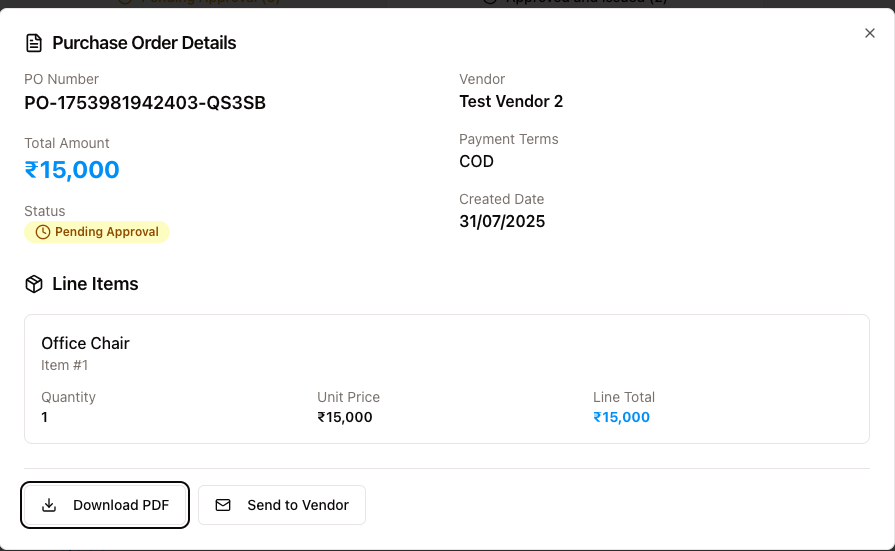 Purchase Order Details
PO Number
PO-1753981942403-QS3SB
Vendor
Test Vendor 2
Total Amount
₹15,000
Payment Terms
COD
Status
Pending Approval
Created Date
31/07/2025
Line Items
Office Chair
Item #1
Quantity
1
Unit Price
₹15,000
Line Total
₹15,000
Download PDF
Send to Vendor